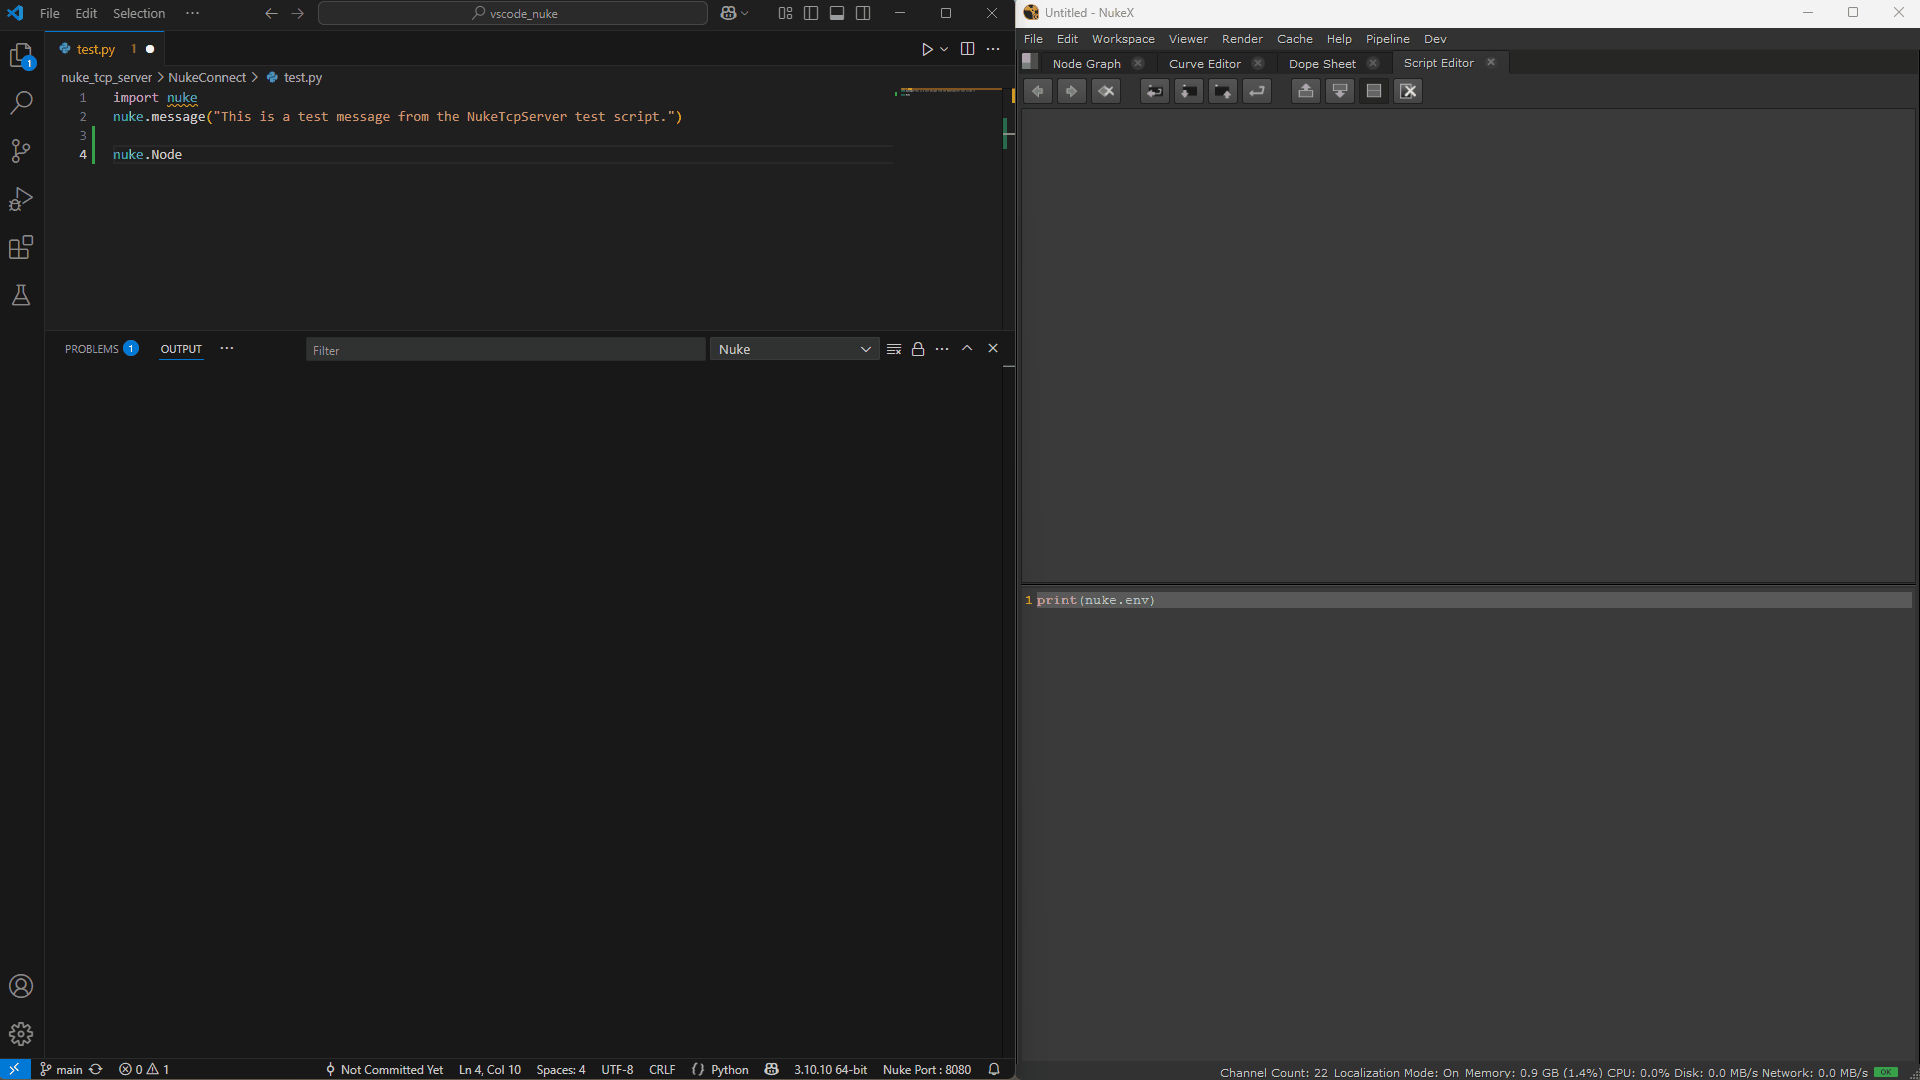 File Edit Selection ··· vscode_nuke
test.py 1
nuke_tcp_server > NukeConnect > test.py
1 import nuke
2 nuke.message("This is a test message from the NukeTcpServer test script.")
3
4 nuke.Node
1
PROBLEMS 1 OUTPUT ··· Filter Nuke
main 0 1 Not Committed Yet Ln 4, Col 10 Spaces: 4 UTF-8 CRLF {} Python 3.10.10 64-bit Nuke Port : 8080
Untitled - NukeX
File Edit Workspace Viewer Render Cache Help Pipeline Dev
Node Graph Curve Editor Dope Sheet Script Editor
1 print(nuke.env)
Channel Count: 22 Localization Mode: On Memory: 0.9 GB (1.4%) CPU: 0.0% Disk: 0.0 MB/s Network: 0.0 MB/s OK